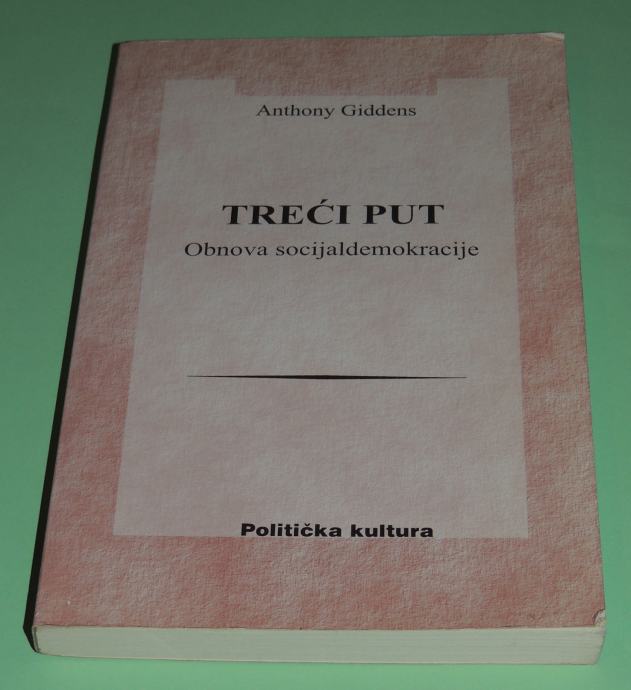 Anthony Giddens
TREĆI PUT
Obnova socijaldemokracije
Politička kultura